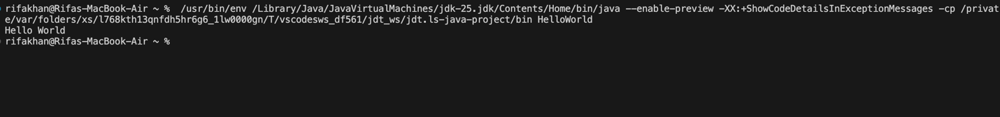 rifakhan@Rifas-MacBook-Air ~ %  /usr/bin/env /Library/Java/JavaVirtualMachines/jdk-25.jdk/Contents/Home/bin/java --enable-preview -XX:+ShowCodeDetailsInExceptionMessages -cp /privat
e/var/folders/xs/l768kth13qnfdh5hr6g6_1lw0000gn/T/vscodesws_df561/jdt_ws/jdt.ls-java-project/bin HelloWorld
Hello World
rifakhan@Rifas-MacBook-Air ~ %